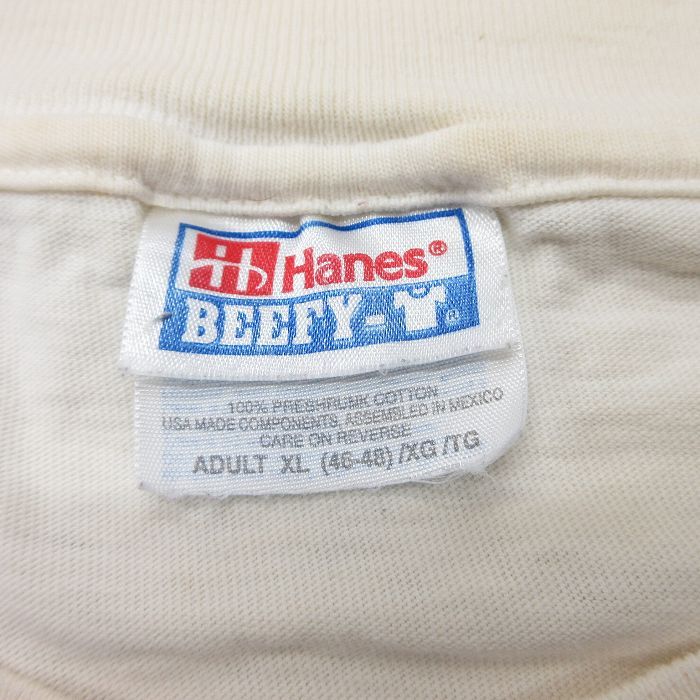 Hanes®
BEEFY-T®
100% PRESHRUNK COTTON
USA MADE COMPONENTS, ASSEMBLED IN MEXICO
CARE ON REVERSE
ADULT XL (46-48) /XG /TG